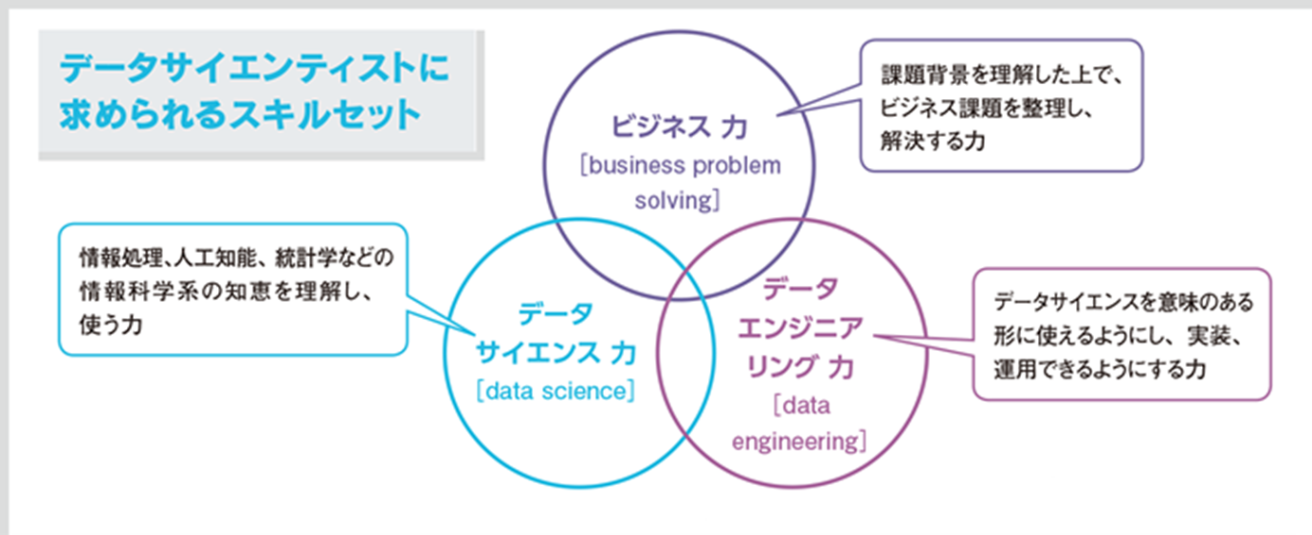 データサイエンティストに
求められるスキルセット
ビジネス 力
[business problem
solving]
課題背景を理解した上で、
ビジネス課題を整理し、
解決する力
情報処理、人工知能、統計学などの
情報科学系の知恵を理解し、
使う力
データ
サイエンス 力
[data science]
データ
エンジニア
リング 力
[data
engineering]
データサイエンスを意味のある
形に使えるようにし、実装、
運用できるようにする力